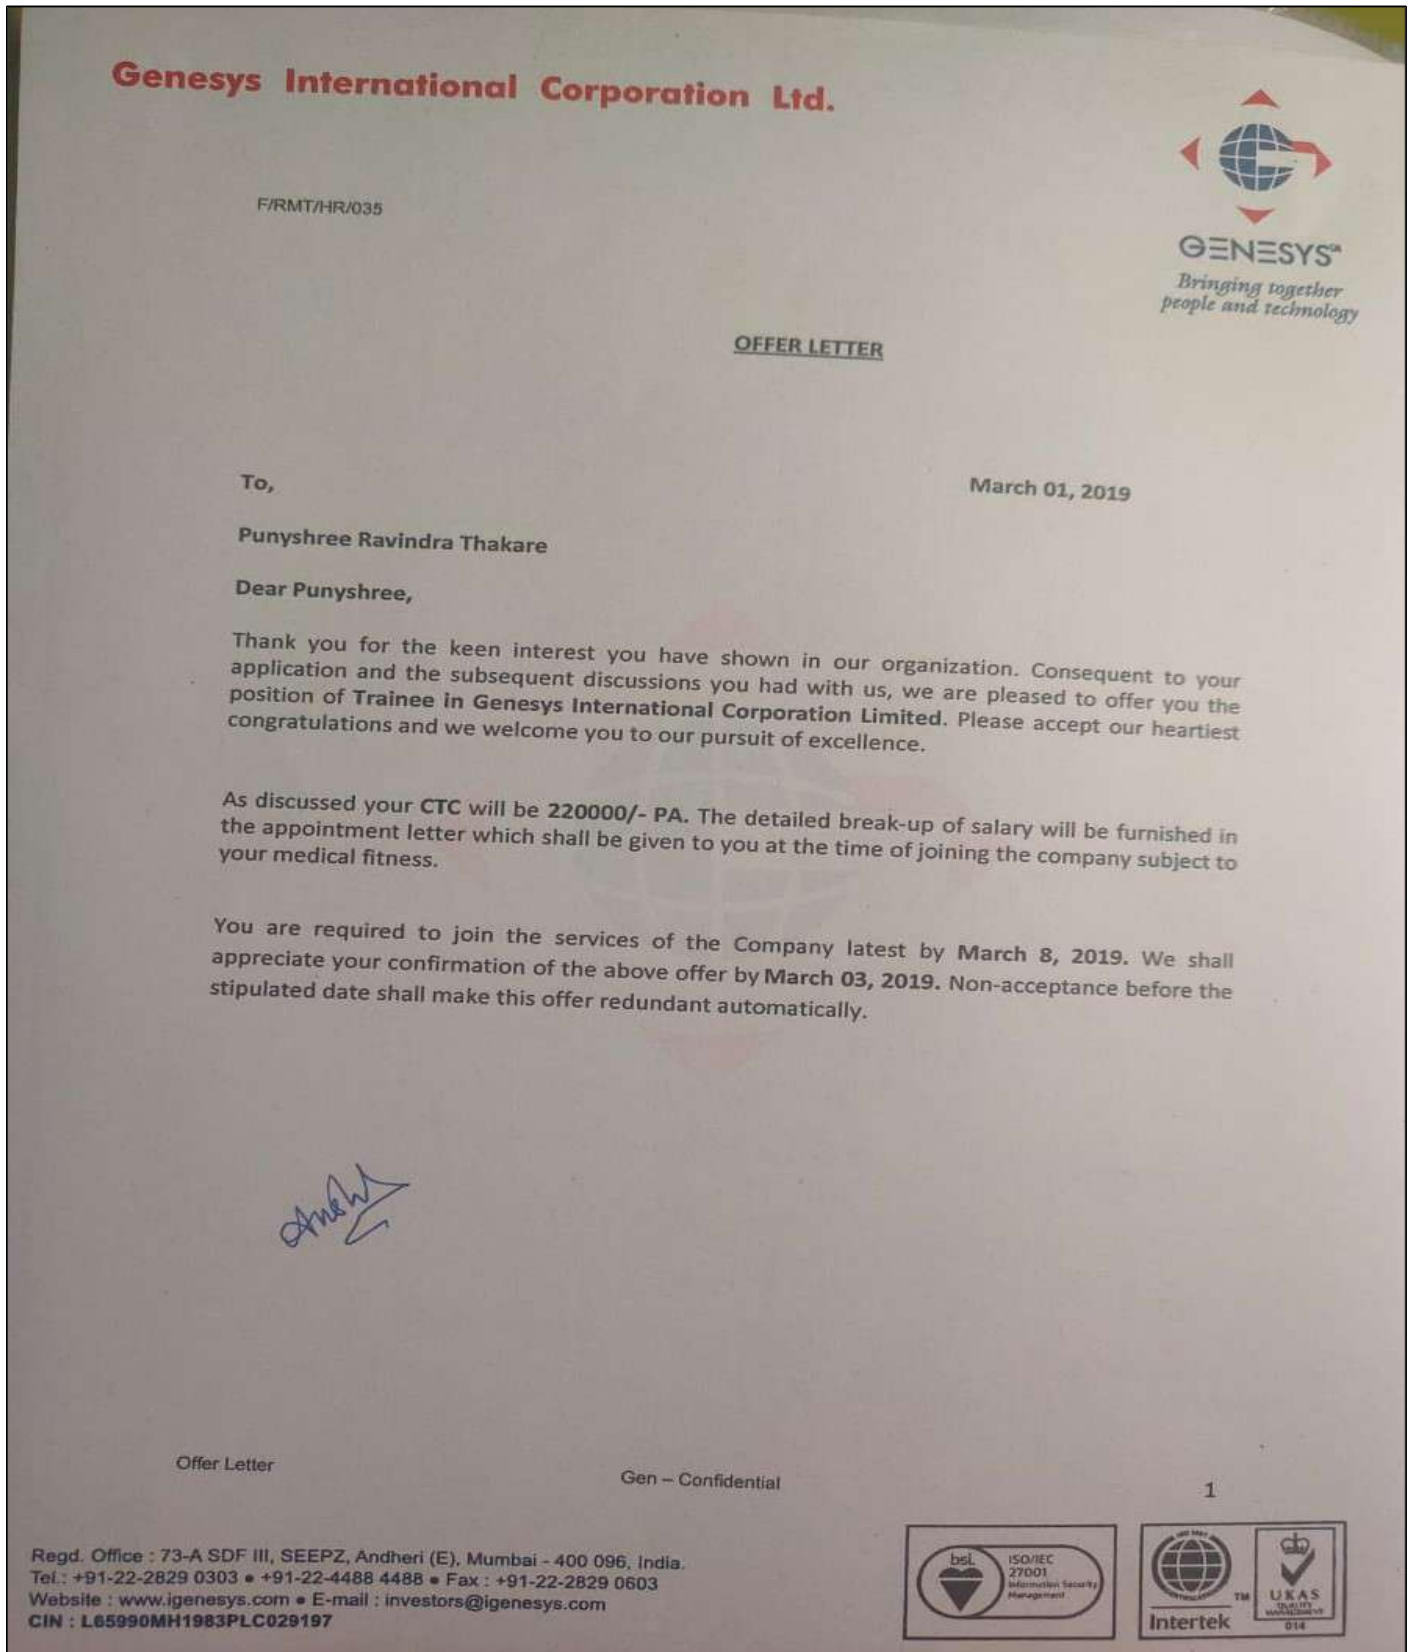 Genesys International Corporation Ltd.
F/RMT/HR/035
GENESYS
Bringing together
people and technology
OFFER LETTER
To,
March 01, 2019
Punyshree Ravindra Thakare
Dear Punyshree,
Thank you for the keen interest you have shown in our organization. Consequent to your
application and the subsequent discussions you had with us, we are pleased to offer you the
position of Trainee in Genesys International Corporation Limited. Please accept our heartiest
congratulations and we welcome you to our pursuit of excellence.
As discussed your CTC will be 220000/- PA. The detailed break-up of salary will be furnished in
the appointment letter which shall be given to you at the time of joining the company subject to
your medical fitness.
You are required to join the services of the Company latest by March 8, 2019. We shall
appreciate your confirmation of the above offer by March 03, 2019. Non-acceptance before the
stipulated date shall make this offer redundant automatically.
Offer Letter
Gen – Confidential
1
Regd. Office : 73-A SDF III, SEEPZ, Andheri (E), Mumbai - 400 096, India.
Tel.: +91-22-2829 0303 • +91-22-4488 4488 • Fax : +91-22-2829 0603
Website : www.igenesys.com • E-mail : investors@igenesys.com
CIN : L65990MH1983PLC029197
bsi.
ISO/IEC
27001
Information Security
Management
Intertek
TM
UKAS
QUALITY
MANAGEMENT
014